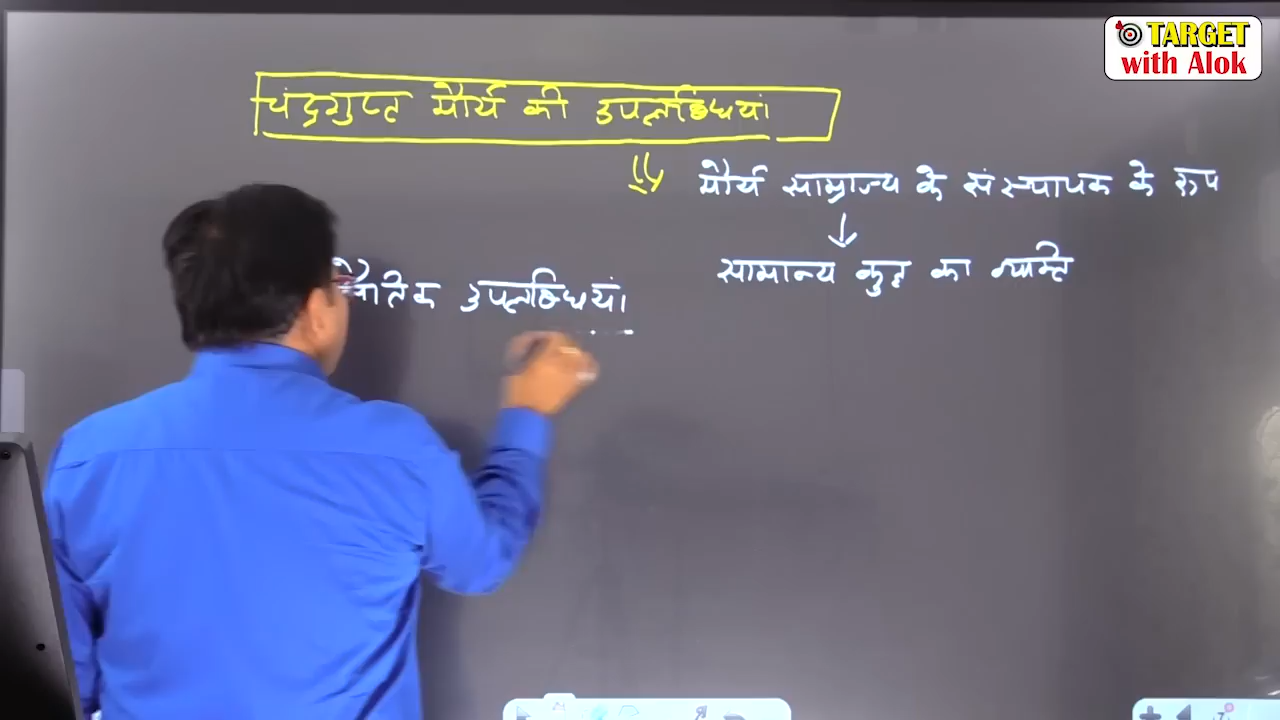 TARGET
with Alok
चंद्रगुप्त मौर्य की उपलब्धियां
मौर्य साम्राज्य के संस्थापक के रूप
सामान्य कुल का व्यक्ति
उपलब्धियां